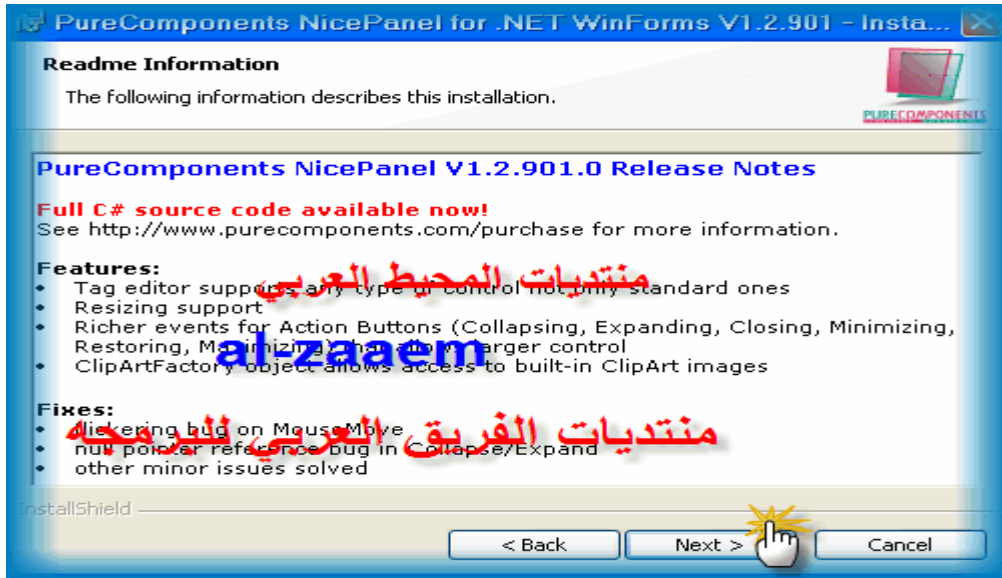 PureComponents NicePanel for .NET WinForms V1.2.901 - Insta...
Readme Information
The following information describes this installation.
PURECOMPONENTS
PureComponents NicePanel V1.2.901.0 Release Notes
Full C# source code available now!
See http://www.purecomponents.com/purchase for more information.
Features:
• Tag editor supports any type of control not only standard ones
منتديات المحيط العربي
• Resizing support
• Richer events for Action Buttons (Collapsing, Expanding, Closing, Minimizing,
Restoring, Maximizing) that allows larger control
al-zaaem
• ClipArtFactory object allows access to built-in ClipArt images
Fixes:
• flickering bug on MouseMove
منتديات الفريق العربي للبرمجه
• null pointer reference bug in Collapse/Expand
• other minor issues solved
InstallShield
< Back
Next >
Cancel